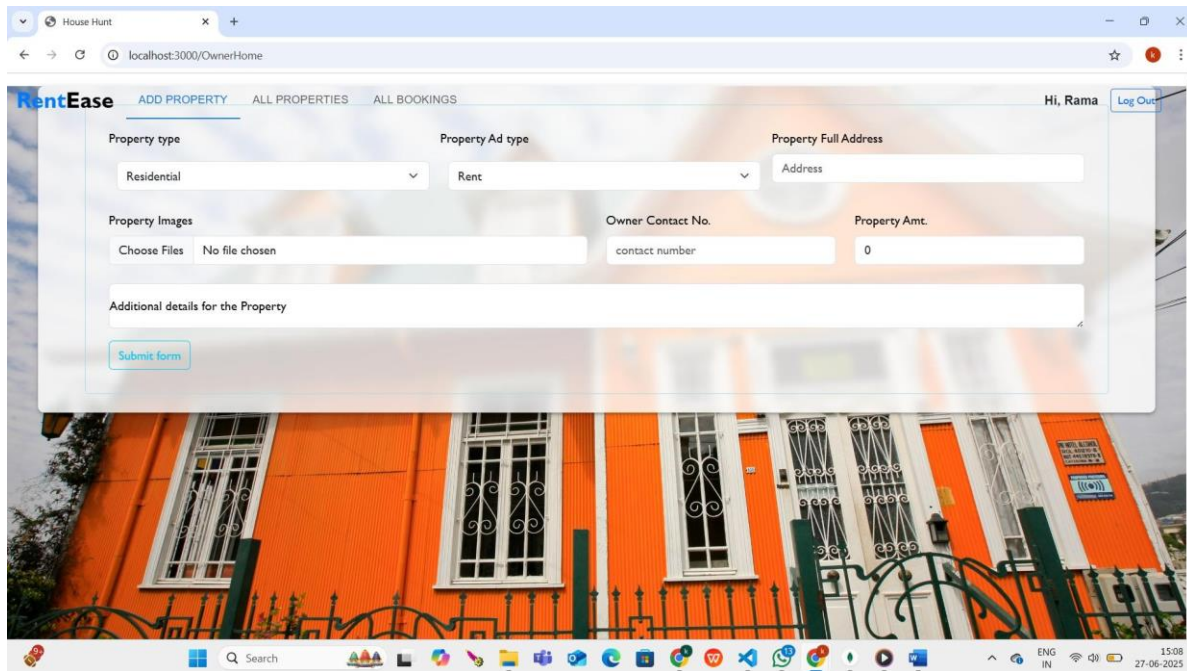 House Hunt
localhost:3000/OwnerHome
k
RentEase ADD PROPERTY ALL PROPERTIES ALL BOOKINGS Hi, Rama Log Out
Property type Property Ad type Property Full Address
Residential Rent Address
Property Images Owner Contact No. Property Amt.
Choose Files No file chosen contact number 0
Additional details for the Property
Submit form
Search
ENG
IN
15:08
27-06-2025